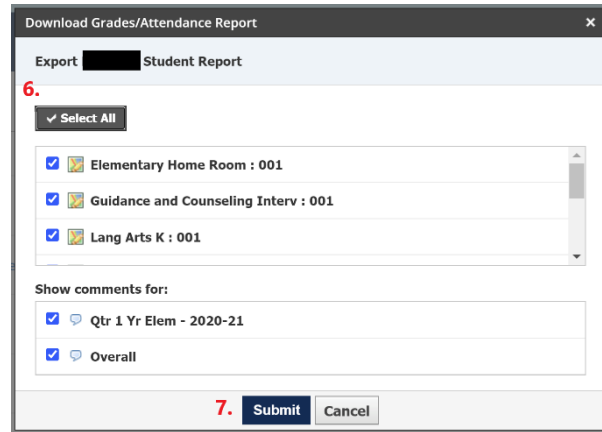 Download Grades/Attendance Report ×
Export Student Report
6.
✓ Select All
Elementary Home Room : 001
Guidance and Counseling Interv : 001
Lang Arts K : 001
Show comments for:
Qtr 1 Yr Elem - 2020-21
Overall
7. Submit Cancel